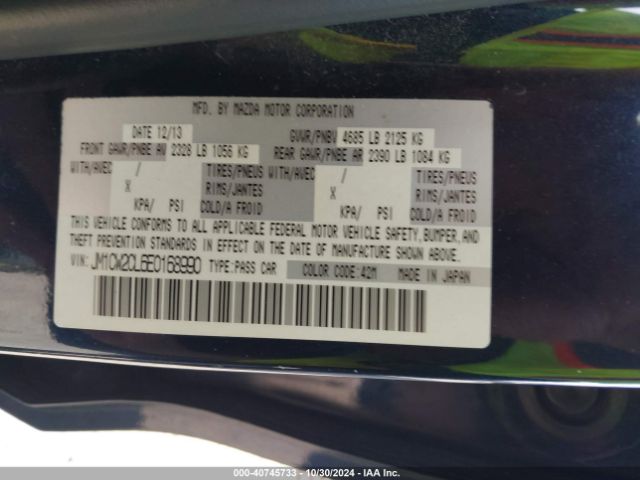 MFD. BY MAZDA MOTOR CORPORATION
DATE 12/13 GVWR/PNBV 4685 LB 2125 KG
FRONT GAWR/PNBE AV 2328 LB 1056 KG REAR GAWR/PNBE AR 2390 LB 1084 KG
WITH/AVEC / TIRES/PNEUS WITH/AVEC / TIRES/PNEUS
X RIMS/JANTES X RIMS/JANTES
KPA/ PSI COLD/A FROID KPA/ PSI COLD/A FROID
THIS VEHICLE CONFORMS TO ALL APPLICABLE FEDERAL MOTOR VEHICLE SAFETY, BUMPER, AND
THEFT PREVENTION STANDARDS IN EFFECT ON THE DATE OF MANUFACTURE SHOWN ABOVE.
VIN: JM1CW2CL6E0168990 TYPE: PASS CAR COLOR CODE: 42M MADE IN JAPAN
000-40745733 - 10/30/2024 - IAAI.COM